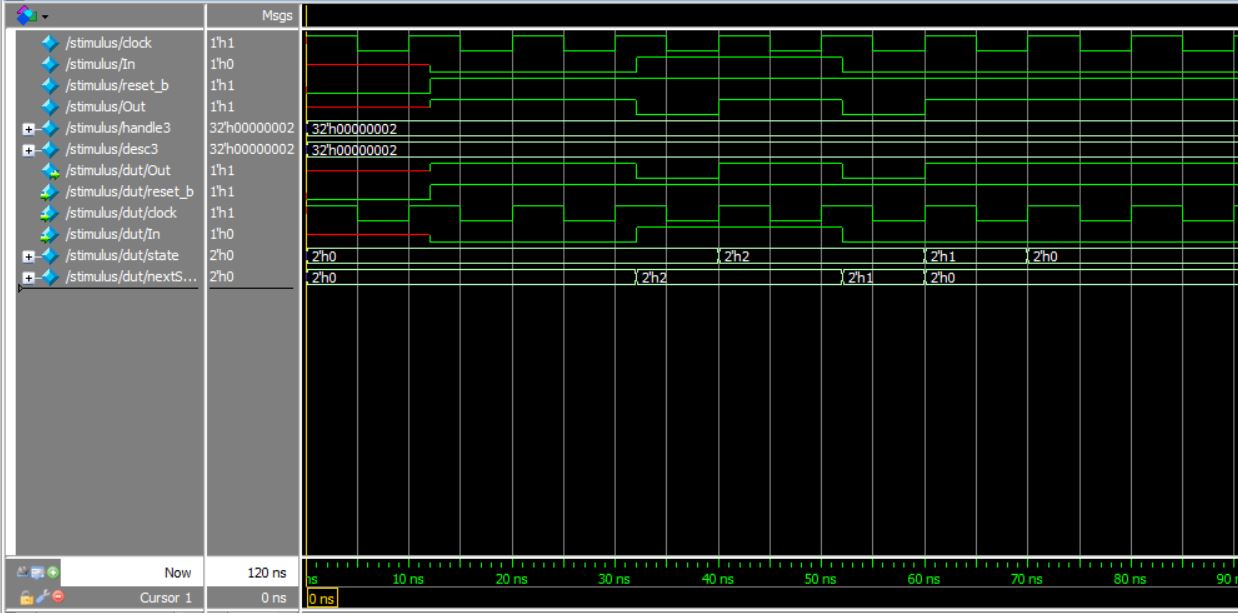 Msgs
/stimulus/clock 1'h1
/stimulus/In 1'h0
/stimulus/reset_b 1'h1
/stimulus/Out 1'h1
/stimulus/handle3 32'h00000002 32'h00000002
/stimulus/desc3 32'h00000002 32'h00000002
/stimulus/dut/Out 1'h1
/stimulus/dut/reset_b 1'h1
/stimulus/dut/clock 1'h1
/stimulus/dut/In 1'h0
/stimulus/dut/state 2'h0 2'h0 2'h2 2'h1 2'h0
/stimulus/dut/nextS... 2'h0 2'h0 2'h2 2'h1 2'h0
Now 120 ns ns 10 ns 20 ns 30 ns 40 ns 50 ns 60 ns 70 ns 80 ns 90
Cursor 1 0 ns 0 ns